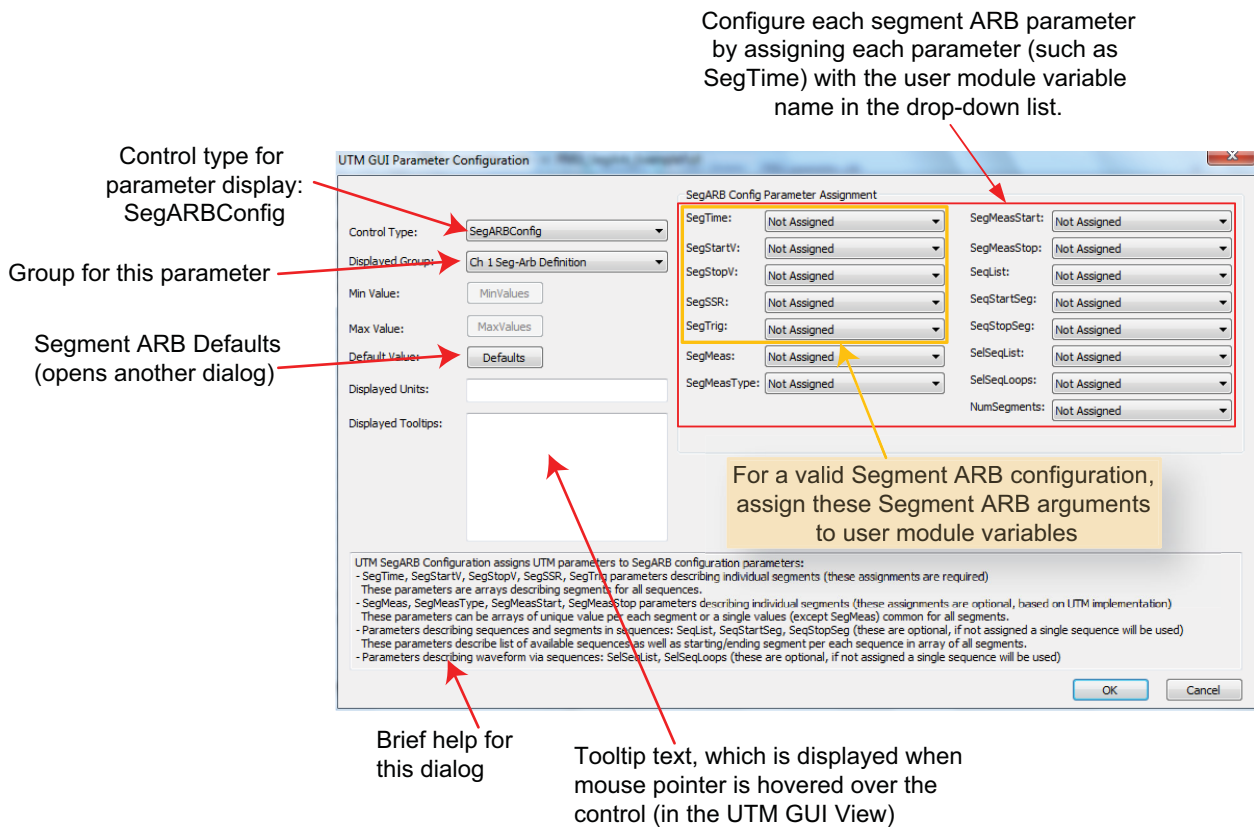 Configure each segment ARB parameter
by assigning each parameter (such as
SegTime) with the user module variable
name in the drop-down list.
Control type for
parameter display:
SegARBConfig
Group for this parameter
Segment ARB Defaults
(opens another dialog)
UTM GUI Parameter Configuration
Control Type:
SegARBConfig
Displayed Group:
Ch 1 Seg-Arb Definition
Min Value:
MinValues
Max Value:
MaxValues
Default Value:
Defaults
Displayed Units:
Displayed Tooltips:
SegARB Config Parameter Assignment
SegTime: Not Assigned
SegStartV: Not Assigned
SegStopV: Not Assigned
SegSSR: Not Assigned
SegTrig: Not Assigned
SegMeas: Not Assigned
SegMeasType: Not Assigned
SegMeasStart: Not Assigned
SegMeasStop: Not Assigned
SeqList: Not Assigned
SeqStartSeg: Not Assigned
SeqStopSeg: Not Assigned
SelSeqList: Not Assigned
SelSeqLoops: Not Assigned
NumSegments: Not Assigned
For a valid Segment ARB configuration,
assign these Segment ARB arguments
to user module variables
UTM SegARB Configuration assigns UTM parameters to SegARB configuration parameters:
- SegTime, SegStartV, SegStopV, SegSSR, SegTrig parameters describing individual segments (these assignments are required)
These parameters are arrays describing segments for all sequences.
- SegMeas, SegMeasType, SegMeasStart, SegMeasStop parameters describing individual segments (these assignments are optional, based on UTM implementation)
These parameters can be arrays of unique value per each segment or a single values (except SegMeas) common for all segments.
- Parameters describing sequences and segments in sequences: SeqList, SeqStartSeg, SeqStopSeg (these are optional, if not assigned a single sequence will be used)
These parameters describe list of available sequences as well as starting/ending segment per each sequence in array of all segments.
- Parameters describing waveform via sequences: SelSeqList, SelSeqLoops (these are optional, if not assigned a single sequence will be used)
OK
Cancel
Brief help for
this dialog
Tooltip text, which is displayed when
mouse pointer is hovered over the
control (in the UTM GUI View)